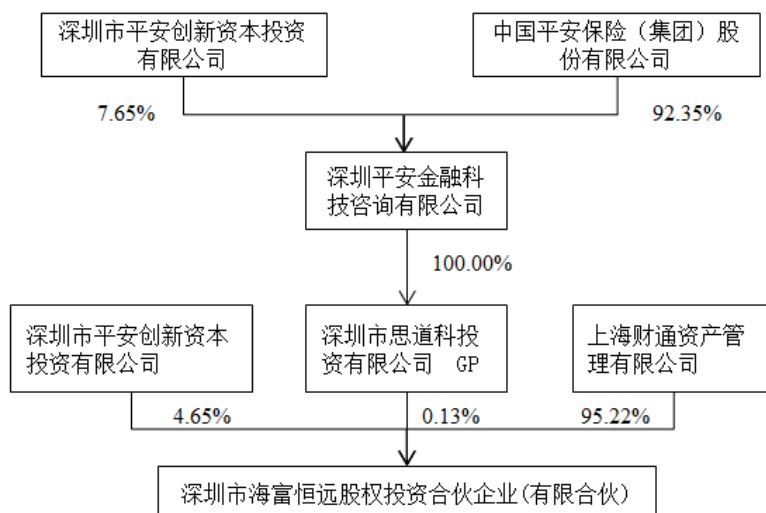 深圳市平安创新资本投资
有限公司
中国平安保险（集团）股
份有限公司
7.65%
92.35%
深圳平安金融科
技咨询有限公司
100.00%
深圳市平安创新资本
投资有限公司
深圳市思道科投
资有限公司 GP
上海财通资产管
理有限公司
4.65%
0.13%
95.22%
深圳市海富恒远股权投资合伙企业(有限合伙)